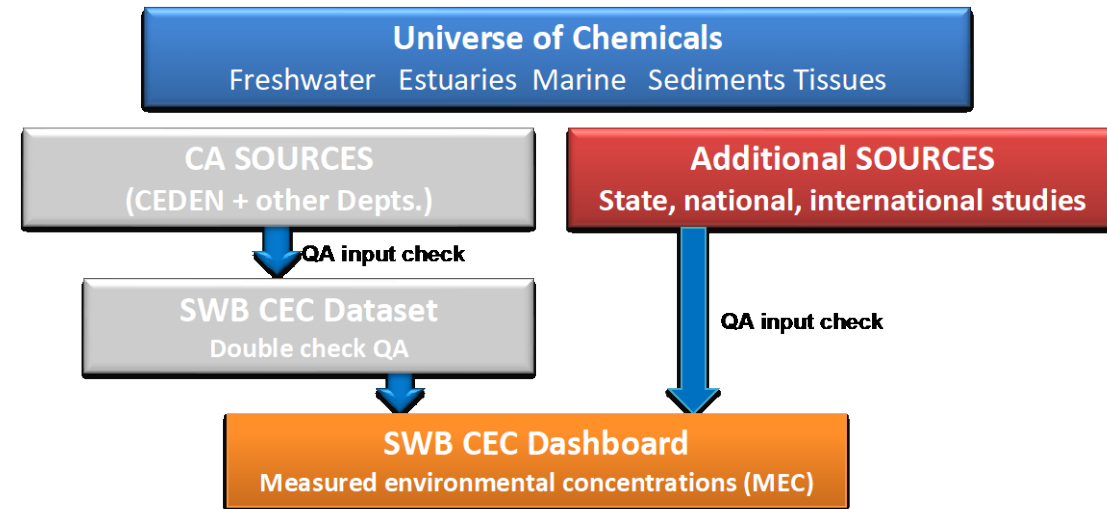 Universe of Chemicals
Freshwater Estuaries Marine Sediments Tissues
CA SOURCES
(CEDEN + other Depts.)
Additional SOURCES
State, national, international studies
QA input check
SWB CEC Dataset
Double check QA
QA input check
SWB CEC Dashboard
Measured environmental concentrations (MEC)